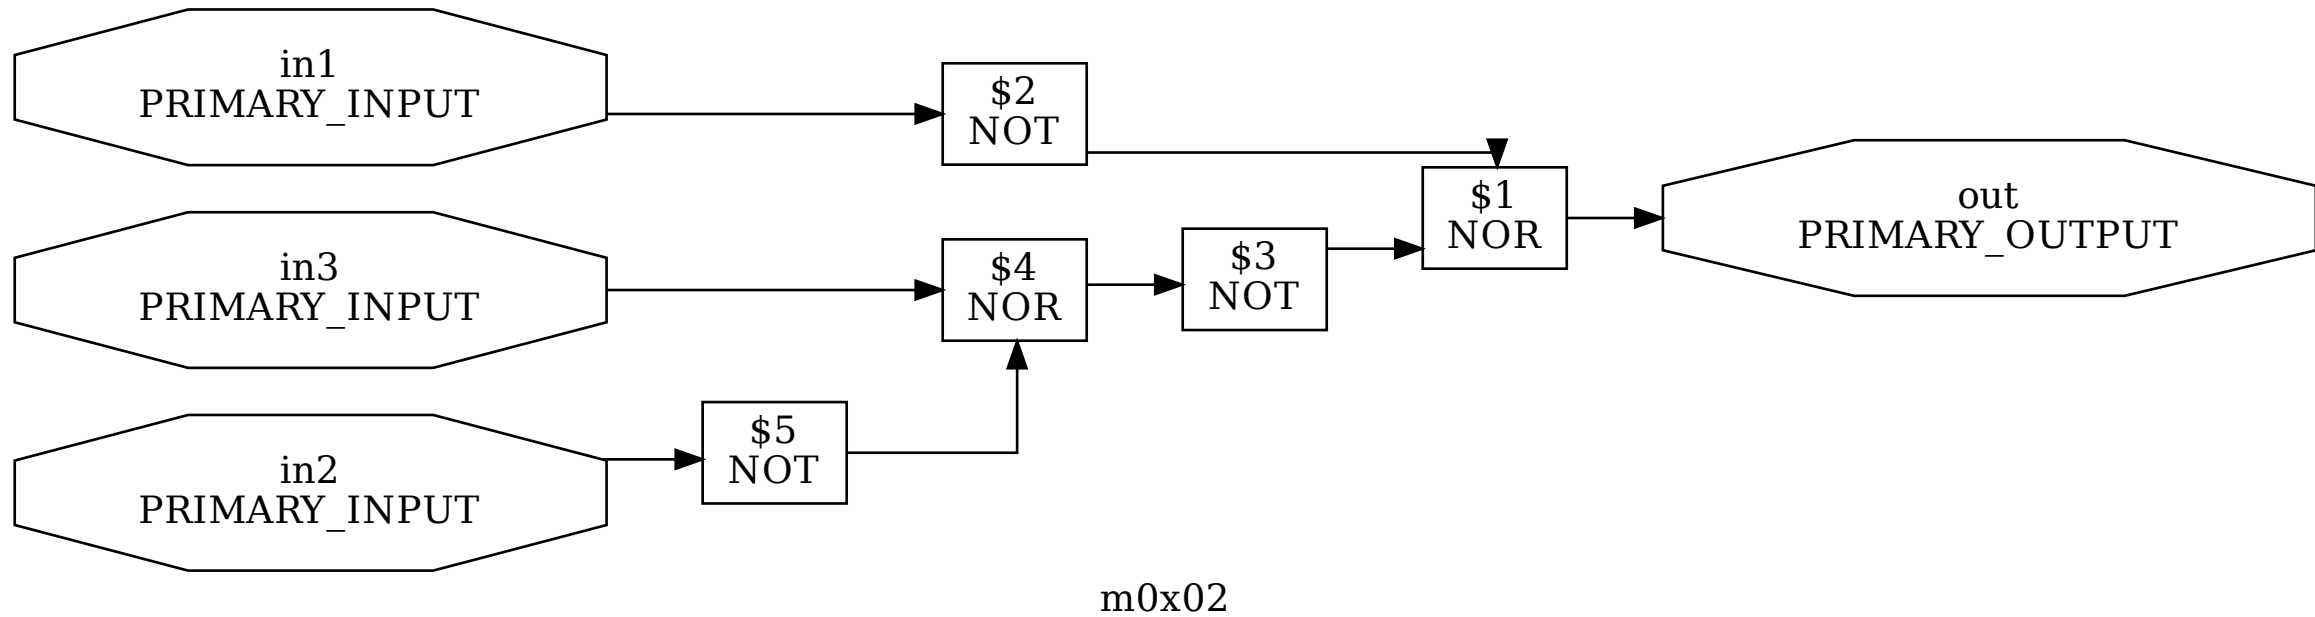 in1
PRIMARY_INPUT
$2
NOT
$1
NOR
out
PRIMARY_OUTPUT
in3
PRIMARY_INPUT
$4
NOR
$3
NOT
in2
PRIMARY_INPUT
$5
NOT
m0x02